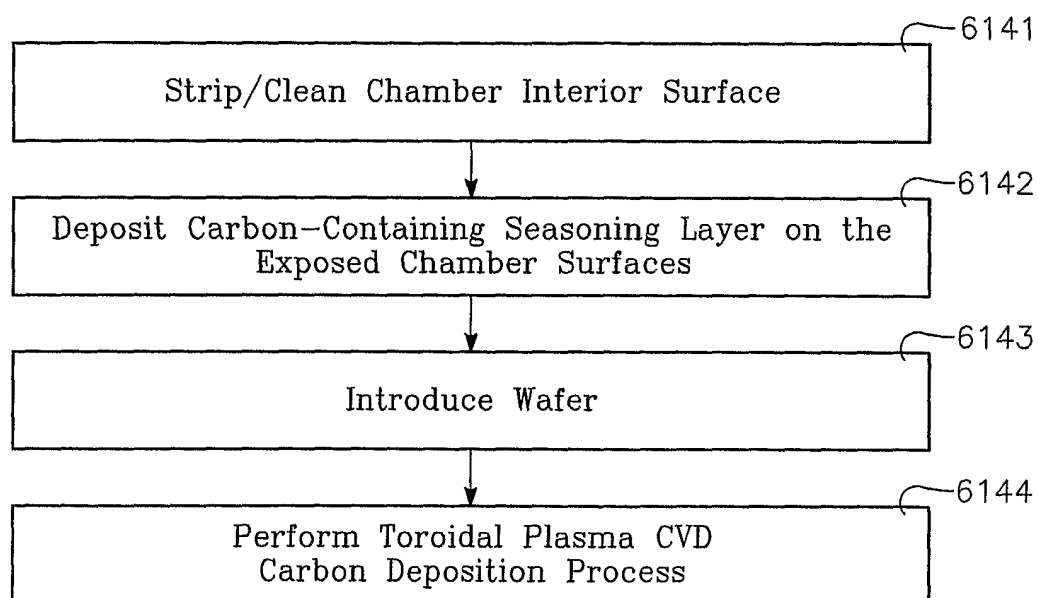 6141
Strip/Clean Chamber Interior Surface
6142
Deposit Carbon-Containing Seasoning Layer on the
Exposed Chamber Surfaces
6143
Introduce Wafer
6144
Perform Toroidal Plasma CVD
Carbon Deposition Process